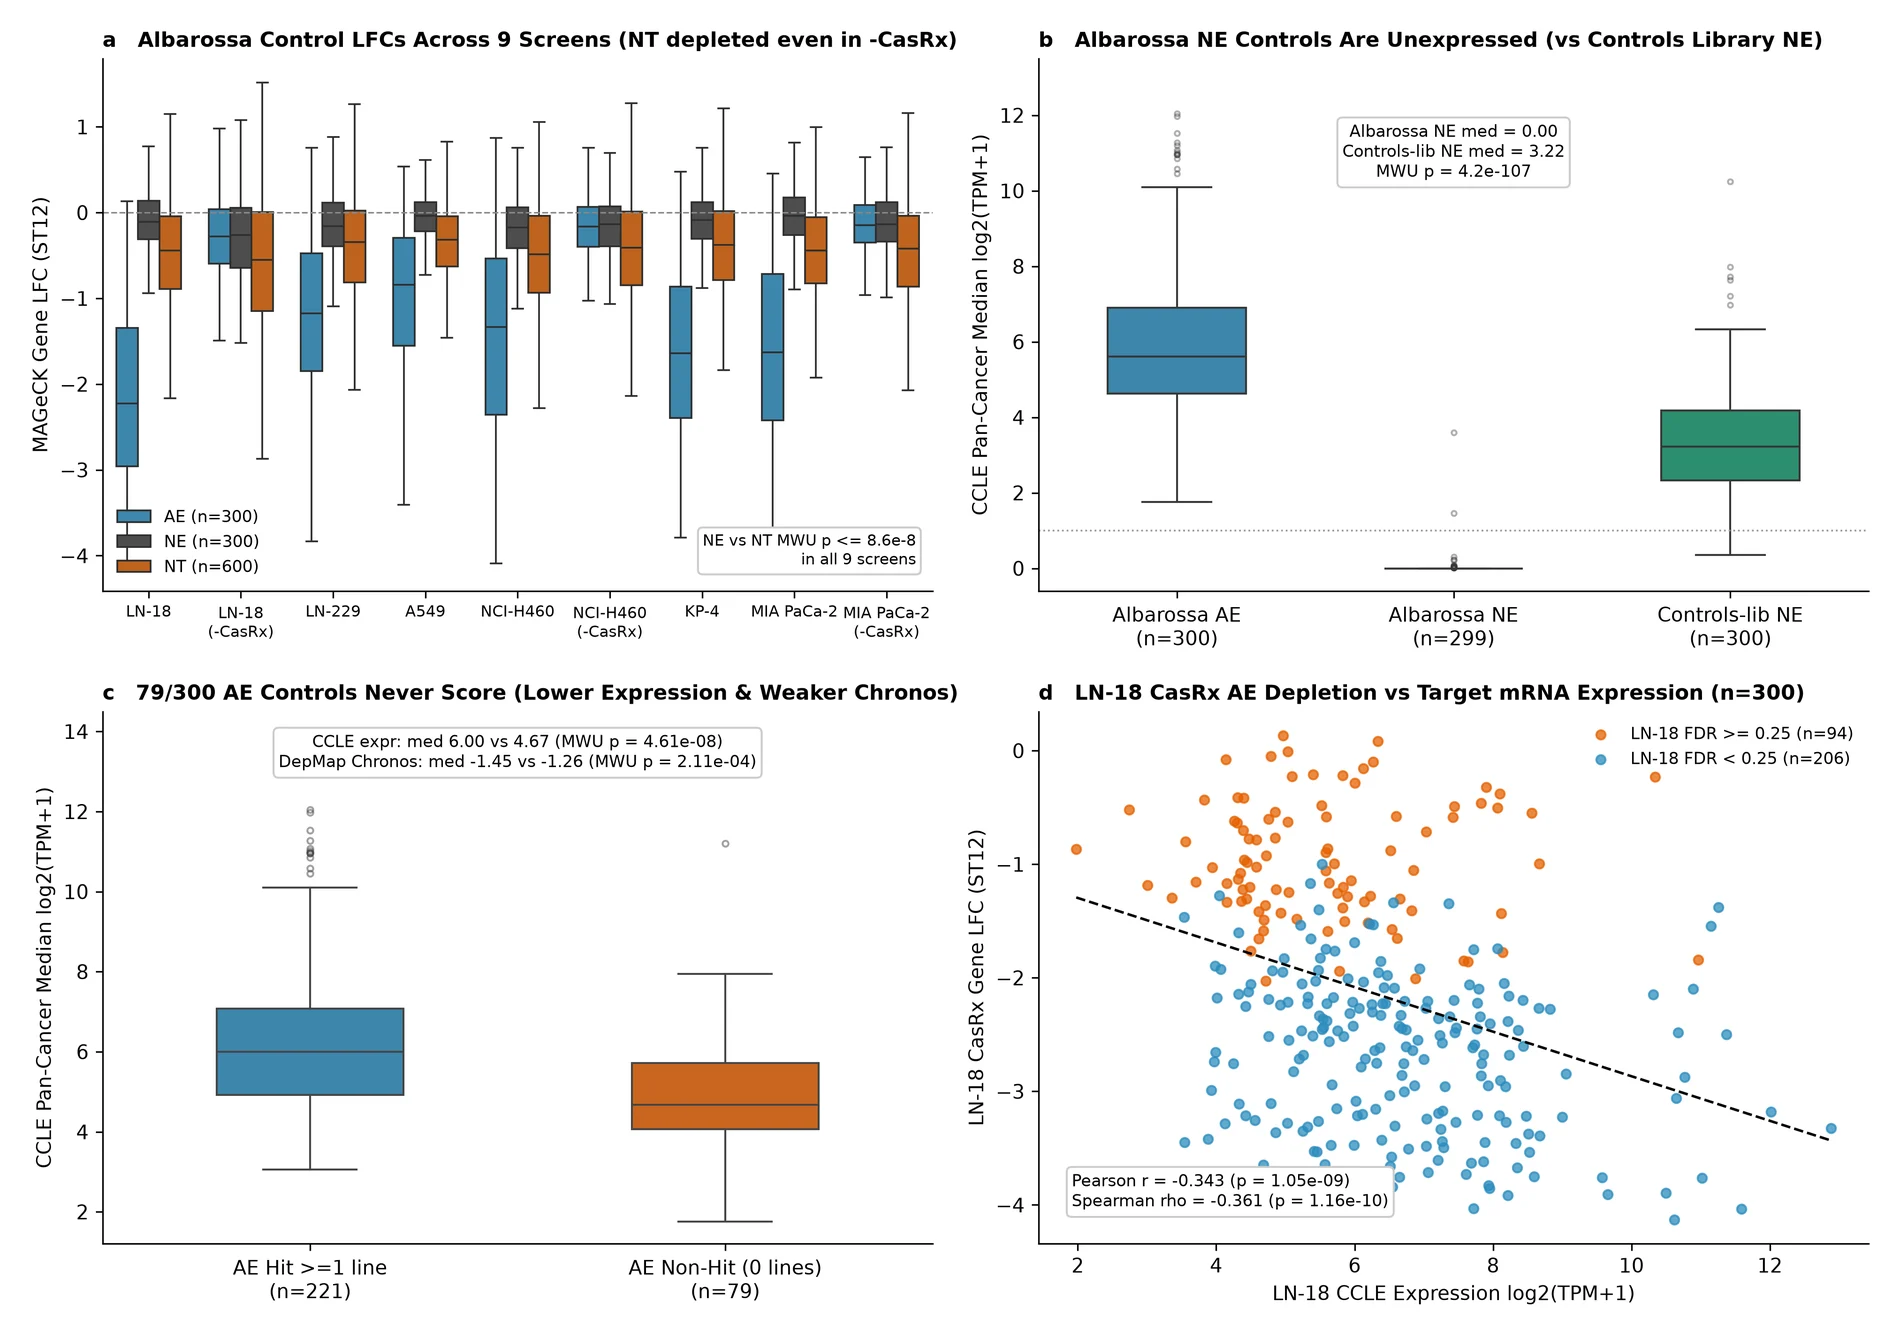 a Albarossa Control LFCs Across 9 Screens (NT depleted even in -CasRx)
MAGeCK Gene LFC (ST12)
1
0
−1
−2
−3
−4
AE (n=300)
NE (n=300)
NT (n=600)
NE vs NT MWU p <= 8.6e-8
in all 9 screens
LN-18
LN-18
(-CasRx)
LN-229
A549
NCI-H460
NCI-H460
(-CasRx)
KP-4
MIA PaCa-2
MIA PaCa-2
(-CasRx)
b Albarossa NE Controls Are Unexpressed (vs Controls Library NE)
CCLE Pan-Cancer Median log2(TPM+1)
12
10
8
6
4
2
0
Albarossa NE med = 0.00
Controls-lib NE med = 3.22
MWU p = 4.2e-107
Albarossa AE
(n=300)
Albarossa NE
(n=299)
Controls-lib NE
(n=300)
c 79/300 AE Controls Never Score (Lower Expression & Weaker Chronos)
CCLE Pan-Cancer Median log2(TPM+1)
14
12
10
8
6
4
2
CCLE expr: med 6.00 vs 4.67 (MWU p = 4.61e-08)
DepMap Chronos: med -1.45 vs -1.26 (MWU p = 2.11e-04)
AE Hit >=1 line
(n=221)
AE Non-Hit (0 lines)
(n=79)
d LN-18 CasRx AE Depletion vs Target mRNA Expression (n=300)
LN-18 CasRx Gene LFC (ST12)
0
−1
−2
−3
−4
LN-18 FDR >= 0.25 (n=94)
LN-18 FDR < 0.25 (n=206)
Pearson r = -0.343 (p = 1.05e-09)
Spearman rho = -0.361 (p = 1.16e-10)
2
4
6
8
10
12
LN-18 CCLE Expression log2(TPM+1)